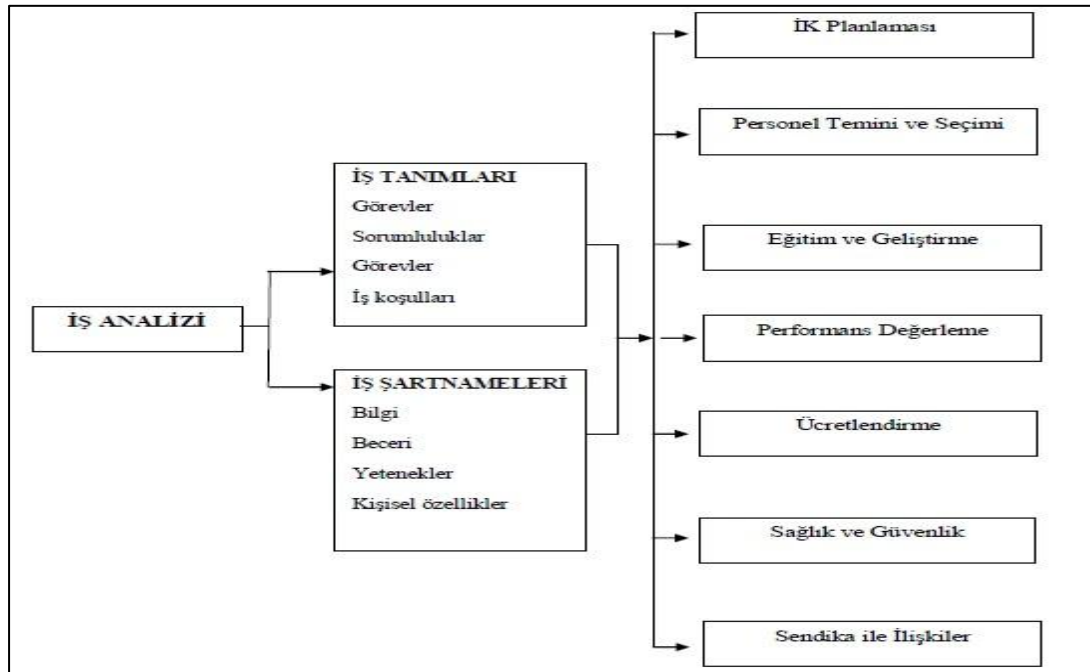 İŞ ANALİZİ
İŞ TANIMLARI
Görevler
Sorumluluklar
Görevler
İş koşulları
İŞ ŞARTNAMELERİ
Bilgi
Beceri
Yetenekler
Kişisel özellikler
İK Planlaması
Personel Temini ve Seçimi
Eğitim ve Geliştirme
Performans Değerleme
Ücretlendirme
Sağlık ve Güvenlik
Sendika ile İlişkiler